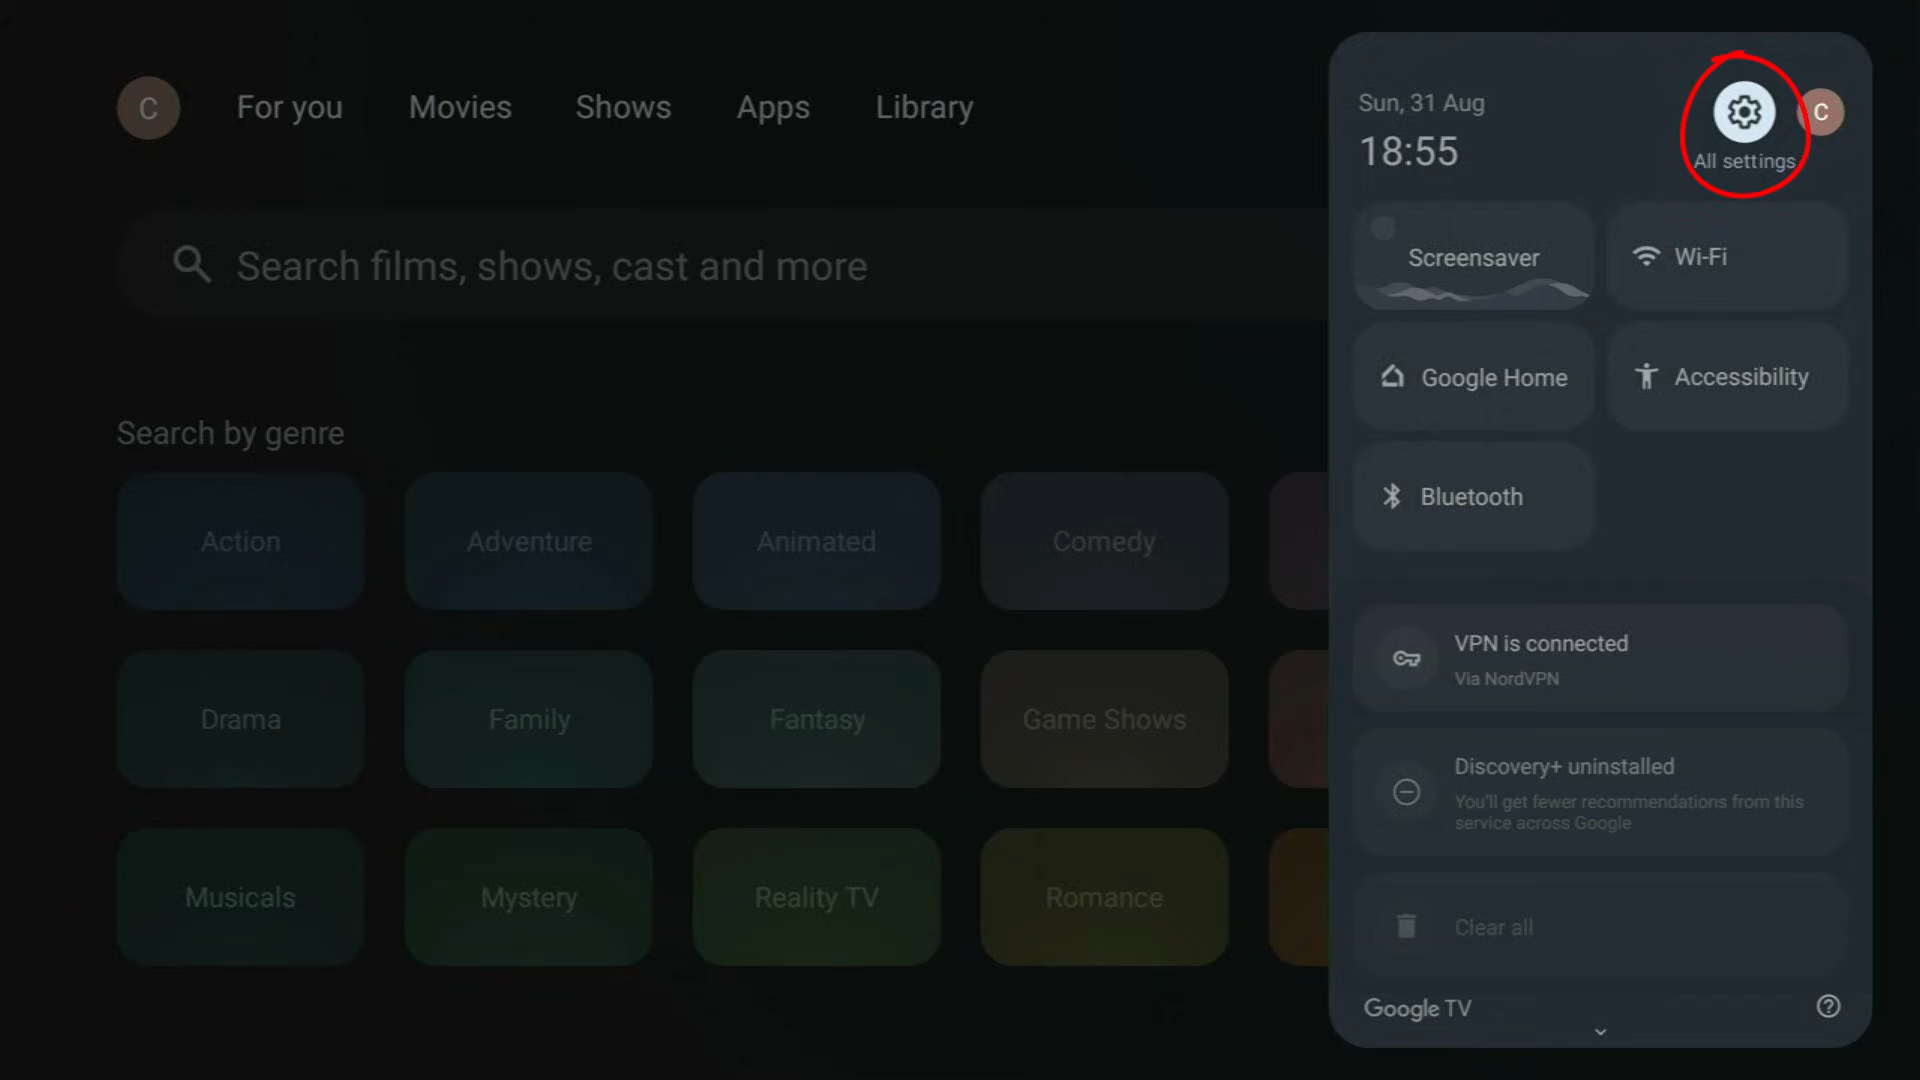 C
For you
Movies
Shows
Apps
Library
Search films, shows, cast and more
Search by genre
Action
Adventure
Animated
Comedy
Drama
Family
Fantasy
Game Shows
Musicals
Mystery
Reality TV
Romance
Sun, 31 Aug
18:55
All settings
C
Screensaver
Wi-Fi
Google Home
Accessibility
Bluetooth
VPN is connected
Via NordVPN
Discovery+ uninstalled
You'll get fewer recommendations from this
service across Google
Clear all
Google TV